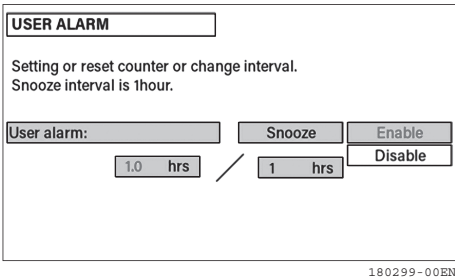 USER ALARM
Setting or reset counter or change interval.
Snooze interval is 1hour.
User alarm: Snooze Enable
Disable
1.0 hrs / 1 hrs
180299-00EN